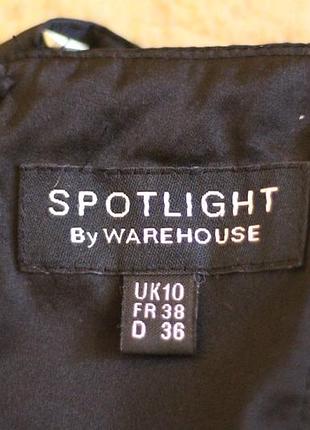 SPOTLIGHT
By WAREHOUSE
UK10
FR 38
D 36